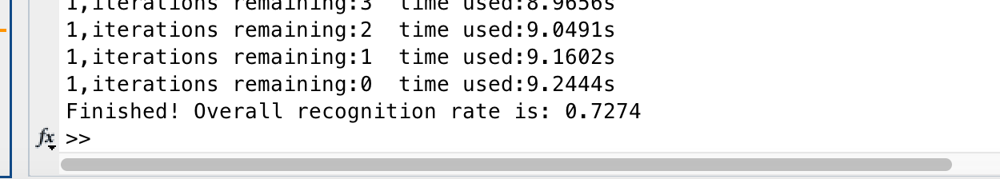 1,iterations remaining:3  time used:8.9656s
1,iterations remaining:2  time used:9.0491s
1,iterations remaining:1  time used:9.1602s
1,iterations remaining:0  time used:9.2444s
Finished! Overall recognition rate is: 0.7274
fx >>